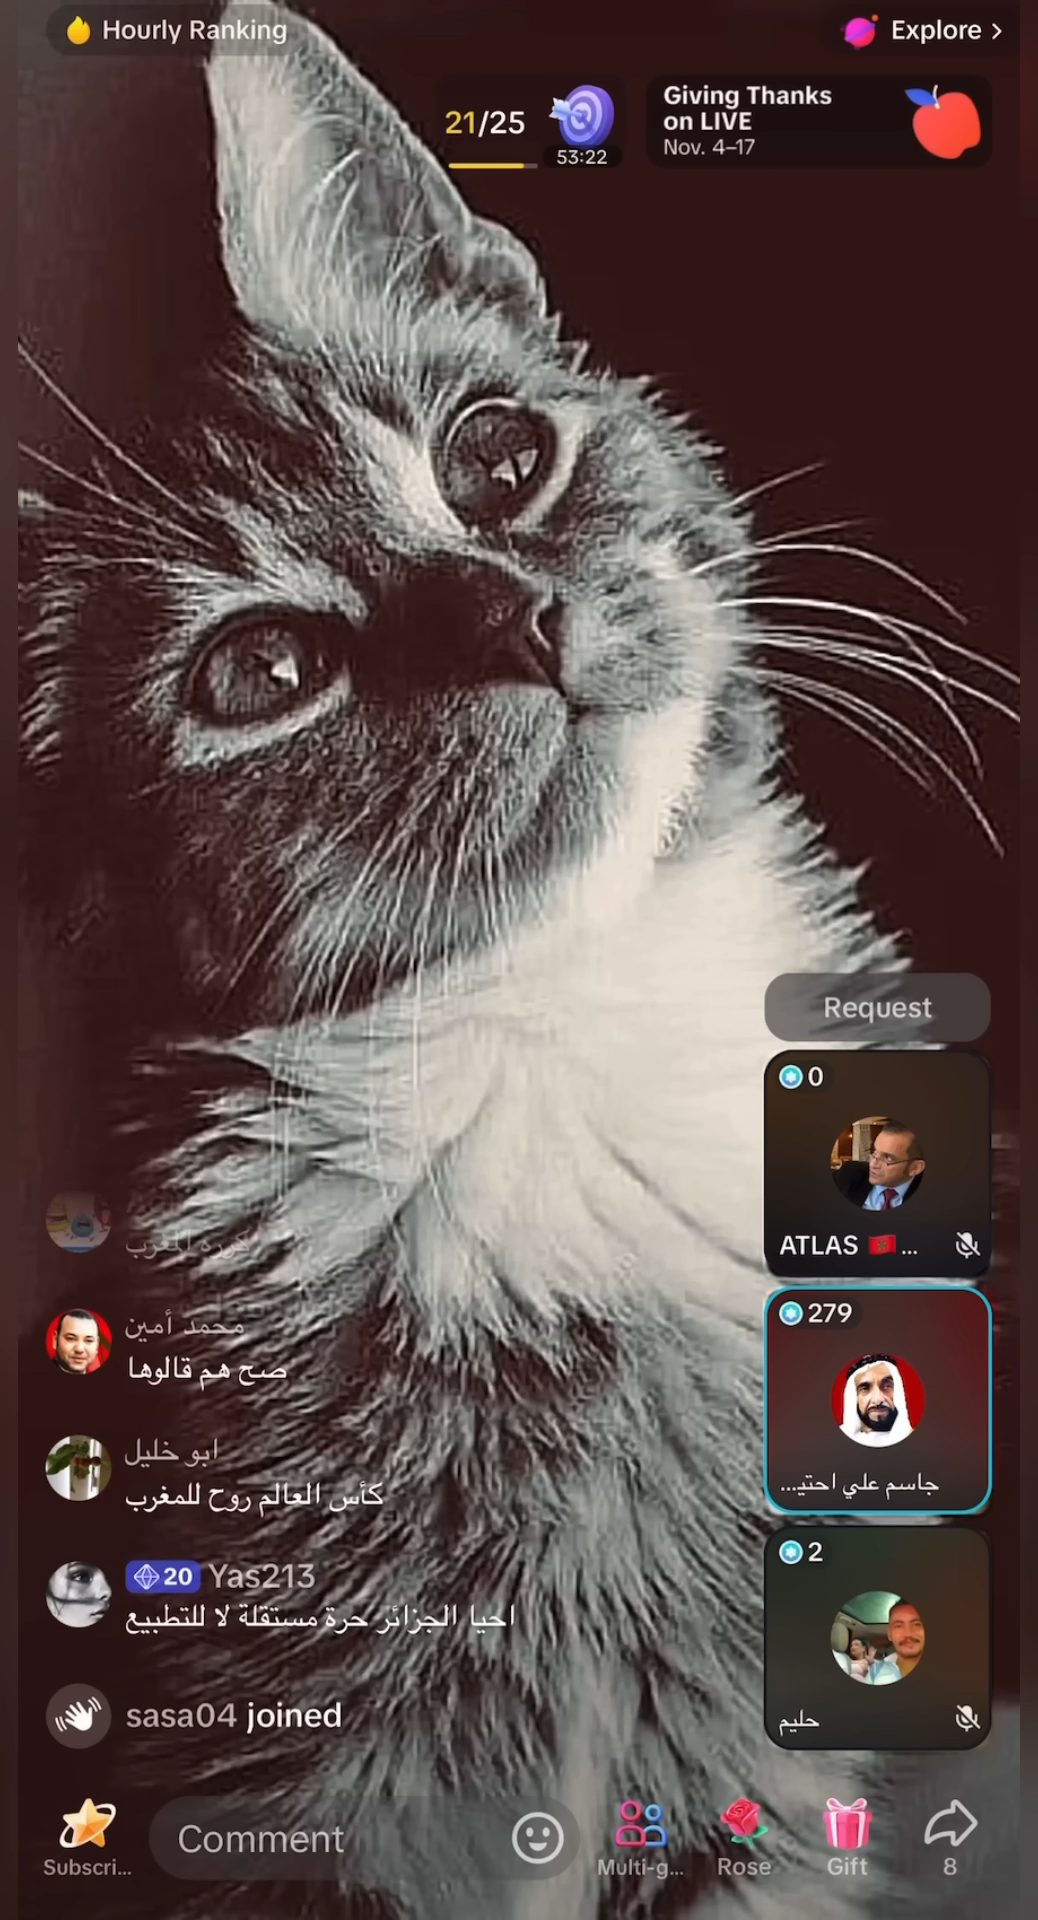 Hourly Ranking
Explore >
21/25
53:22
Giving Thanks
on LIVE
Nov. 4–17
Request
0
ATLAS 🇲🇦...
279
جاسم علي احتيـ...
2
حليم
المغرب
محمد أمين
صح هم قالوها
ابو خليل
كأس العالم روح للمغرب
20 Yas213
احيا الجزائر حرة مستقلة لا للتطبيع
sasa04 joined
Subscri...
Comment
Multi-g...
Rose
Gift
8